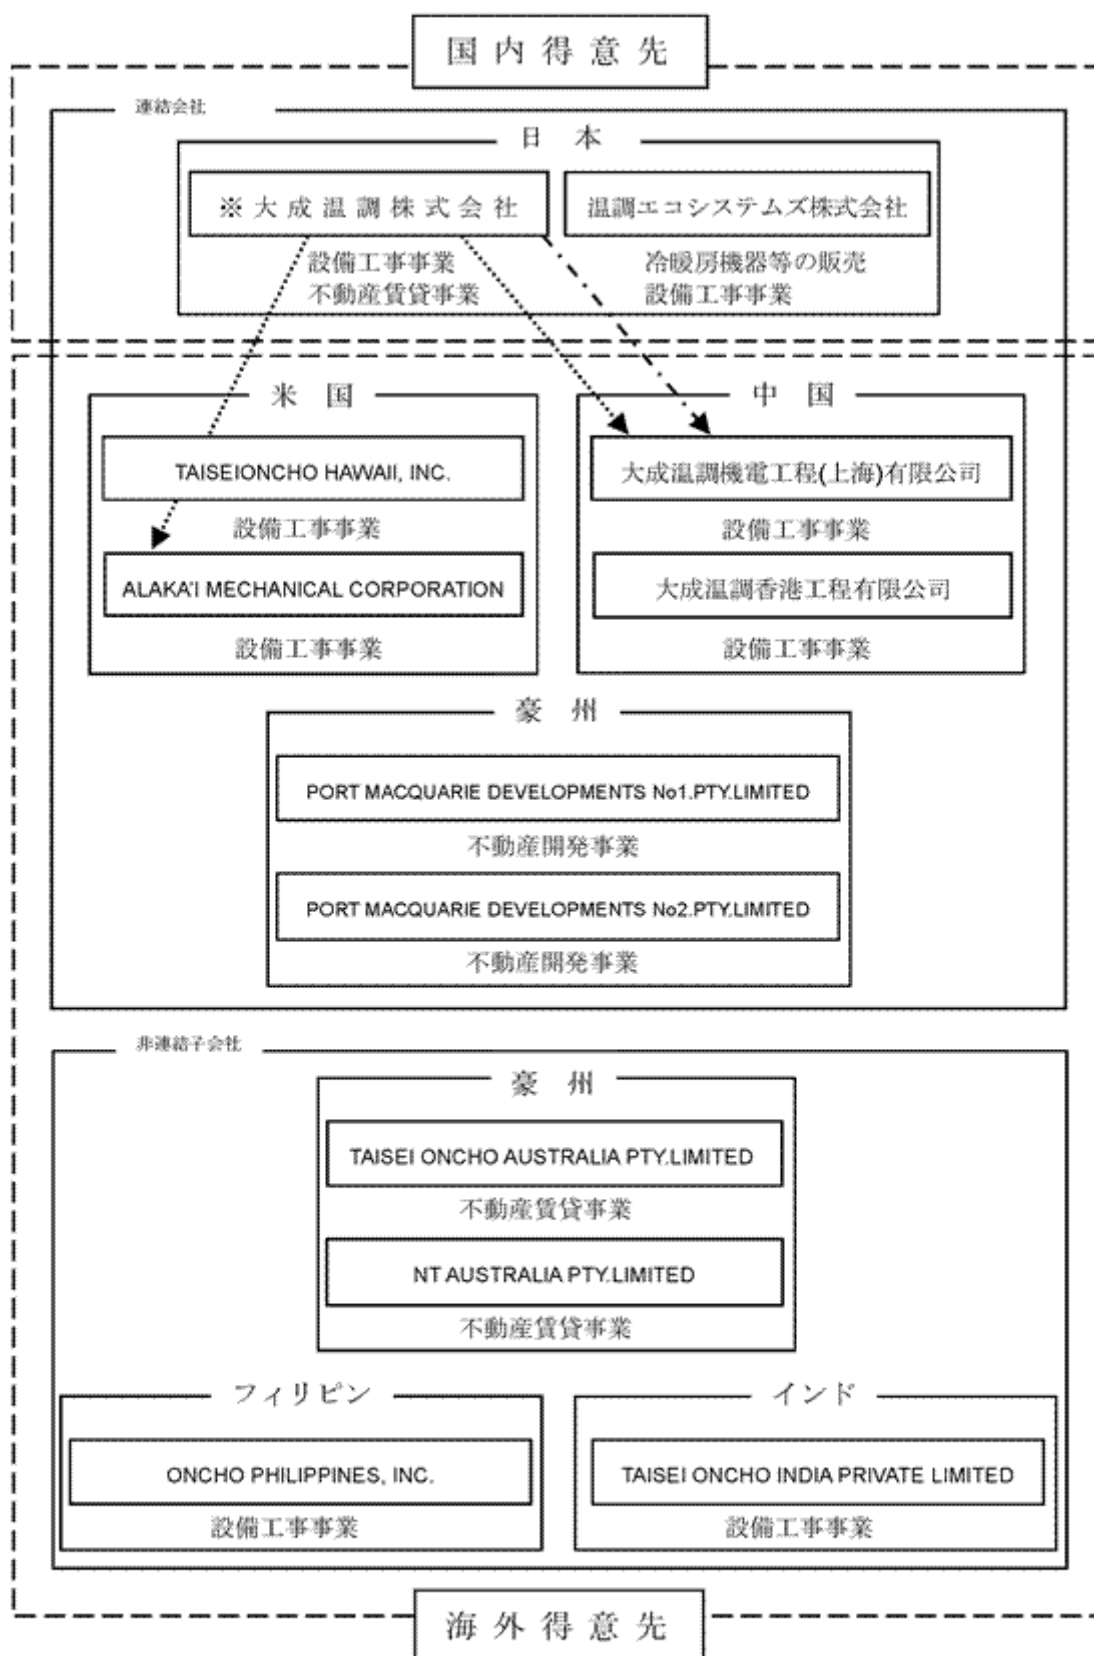 国内得意先
連結会社
日本
※大成温調株式会社
温調エコシステムズ株式会社
設備工事事業
不動産賃貸事業
冷暖房機器等の販売
設備工事事業
米国
TAISEIONCHO HAWAII, INC.
設備工事事業
ALAKA'I MECHANICAL CORPORATION
設備工事事業
中国
大成温調機電工程(上海)有限公司
設備工事事業
大成温調香港工程有限公司
設備工事事業
豪州
PORT MACQUARIE DEVELOPMENTS No1.PTY.LIMITED
不動産開発事業
PORT MACQUARIE DEVELOPMENTS No2.PTY.LIMITED
不動産開発事業
非連結子会社
豪州
TAISEI ONCHO AUSTRALIA PTY.LIMITED
不動産賃貸事業
NT AUSTRALIA PTY.LIMITED
不動産賃貸事業
フィリピン
ONCHO PHILIPPINES, INC.
設備工事事業
インド
TAISEI ONCHO INDIA PRIVATE LIMITED
設備工事事業
海外得意先